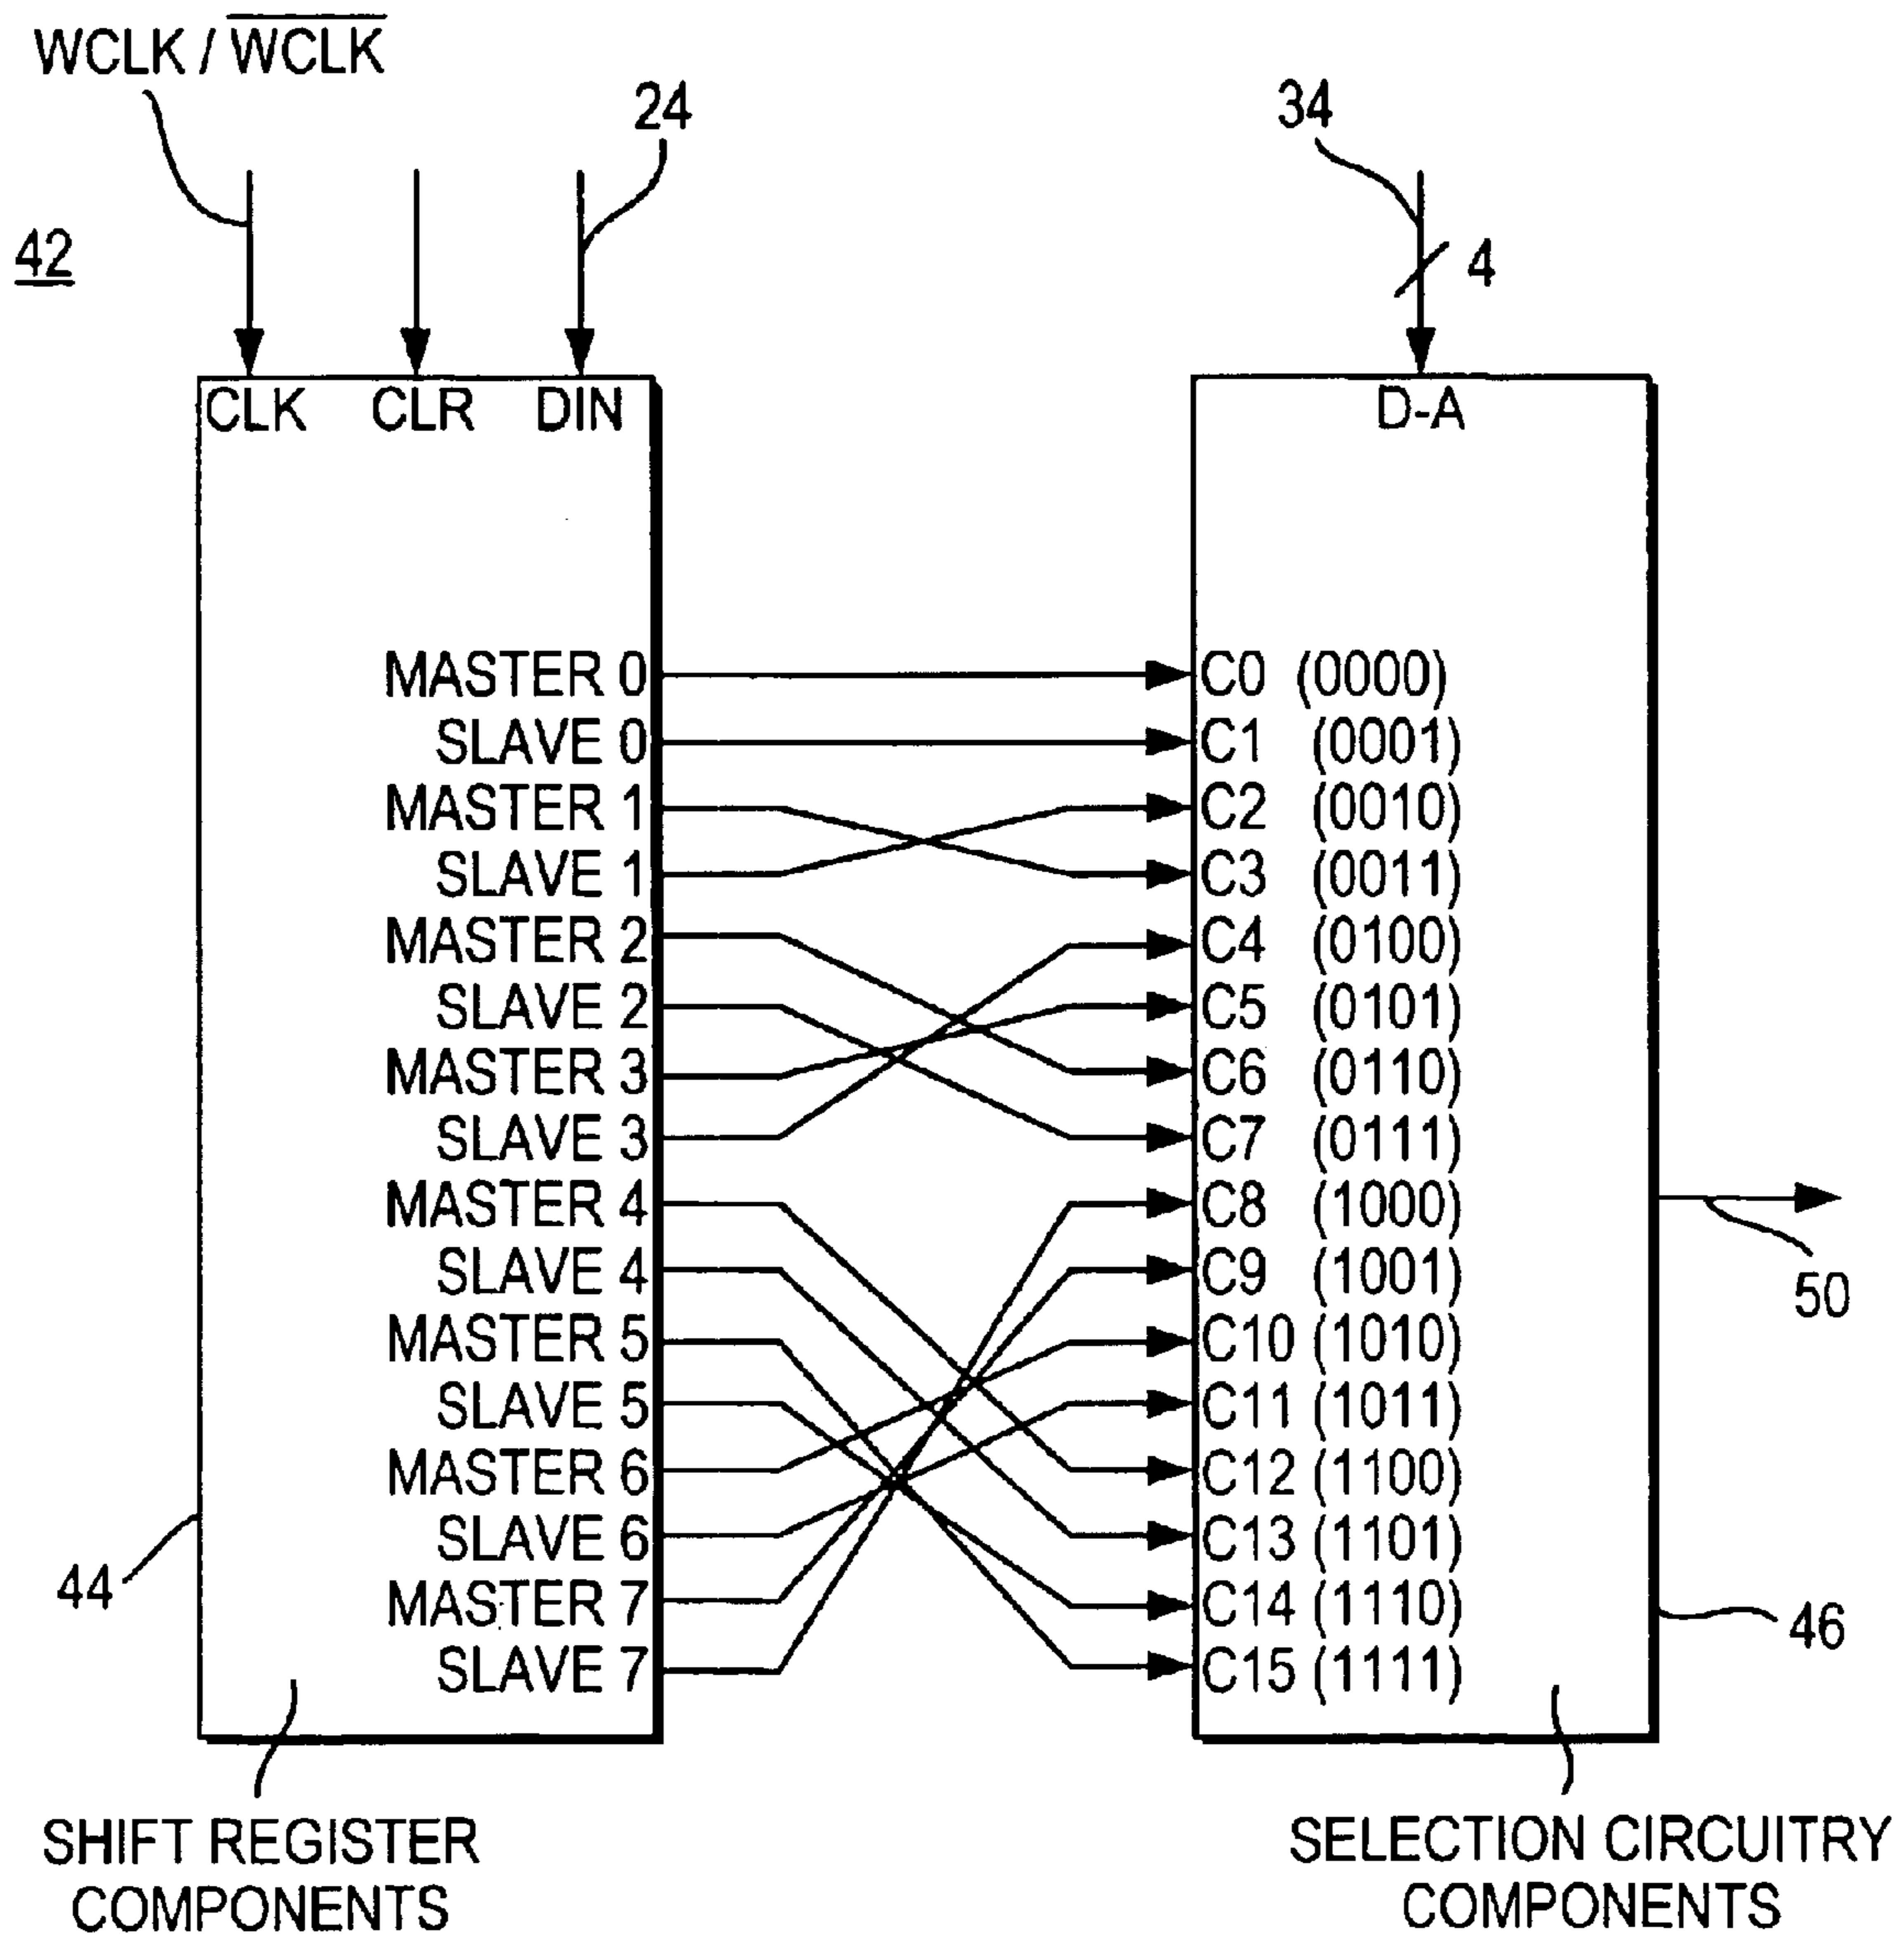 WCLK / WCLK
24
34
42
4
CLK CLR DIN
D-A
MASTER 0
SLAVE 0
MASTER 1
SLAVE 1
MASTER 2
SLAVE 2
MASTER 3
SLAVE 3
MASTER 4
SLAVE 4
MASTER 5
SLAVE 5
MASTER 6
SLAVE 6
MASTER 7
SLAVE 7
C0 (0000)
C1 (0001)
C2 (0010)
C3 (0011)
C4 (0100)
C5 (0101)
C6 (0110)
C7 (0111)
C8 (1000)
C9 (1001)
C10 (1010)
C11 (1011)
C12 (1100)
C13 (1101)
C14 (1110)
C15 (1111)
50
44
46
SHIFT REGISTER
COMPONENTS
SELECTION CIRCUITRY
COMPONENTS